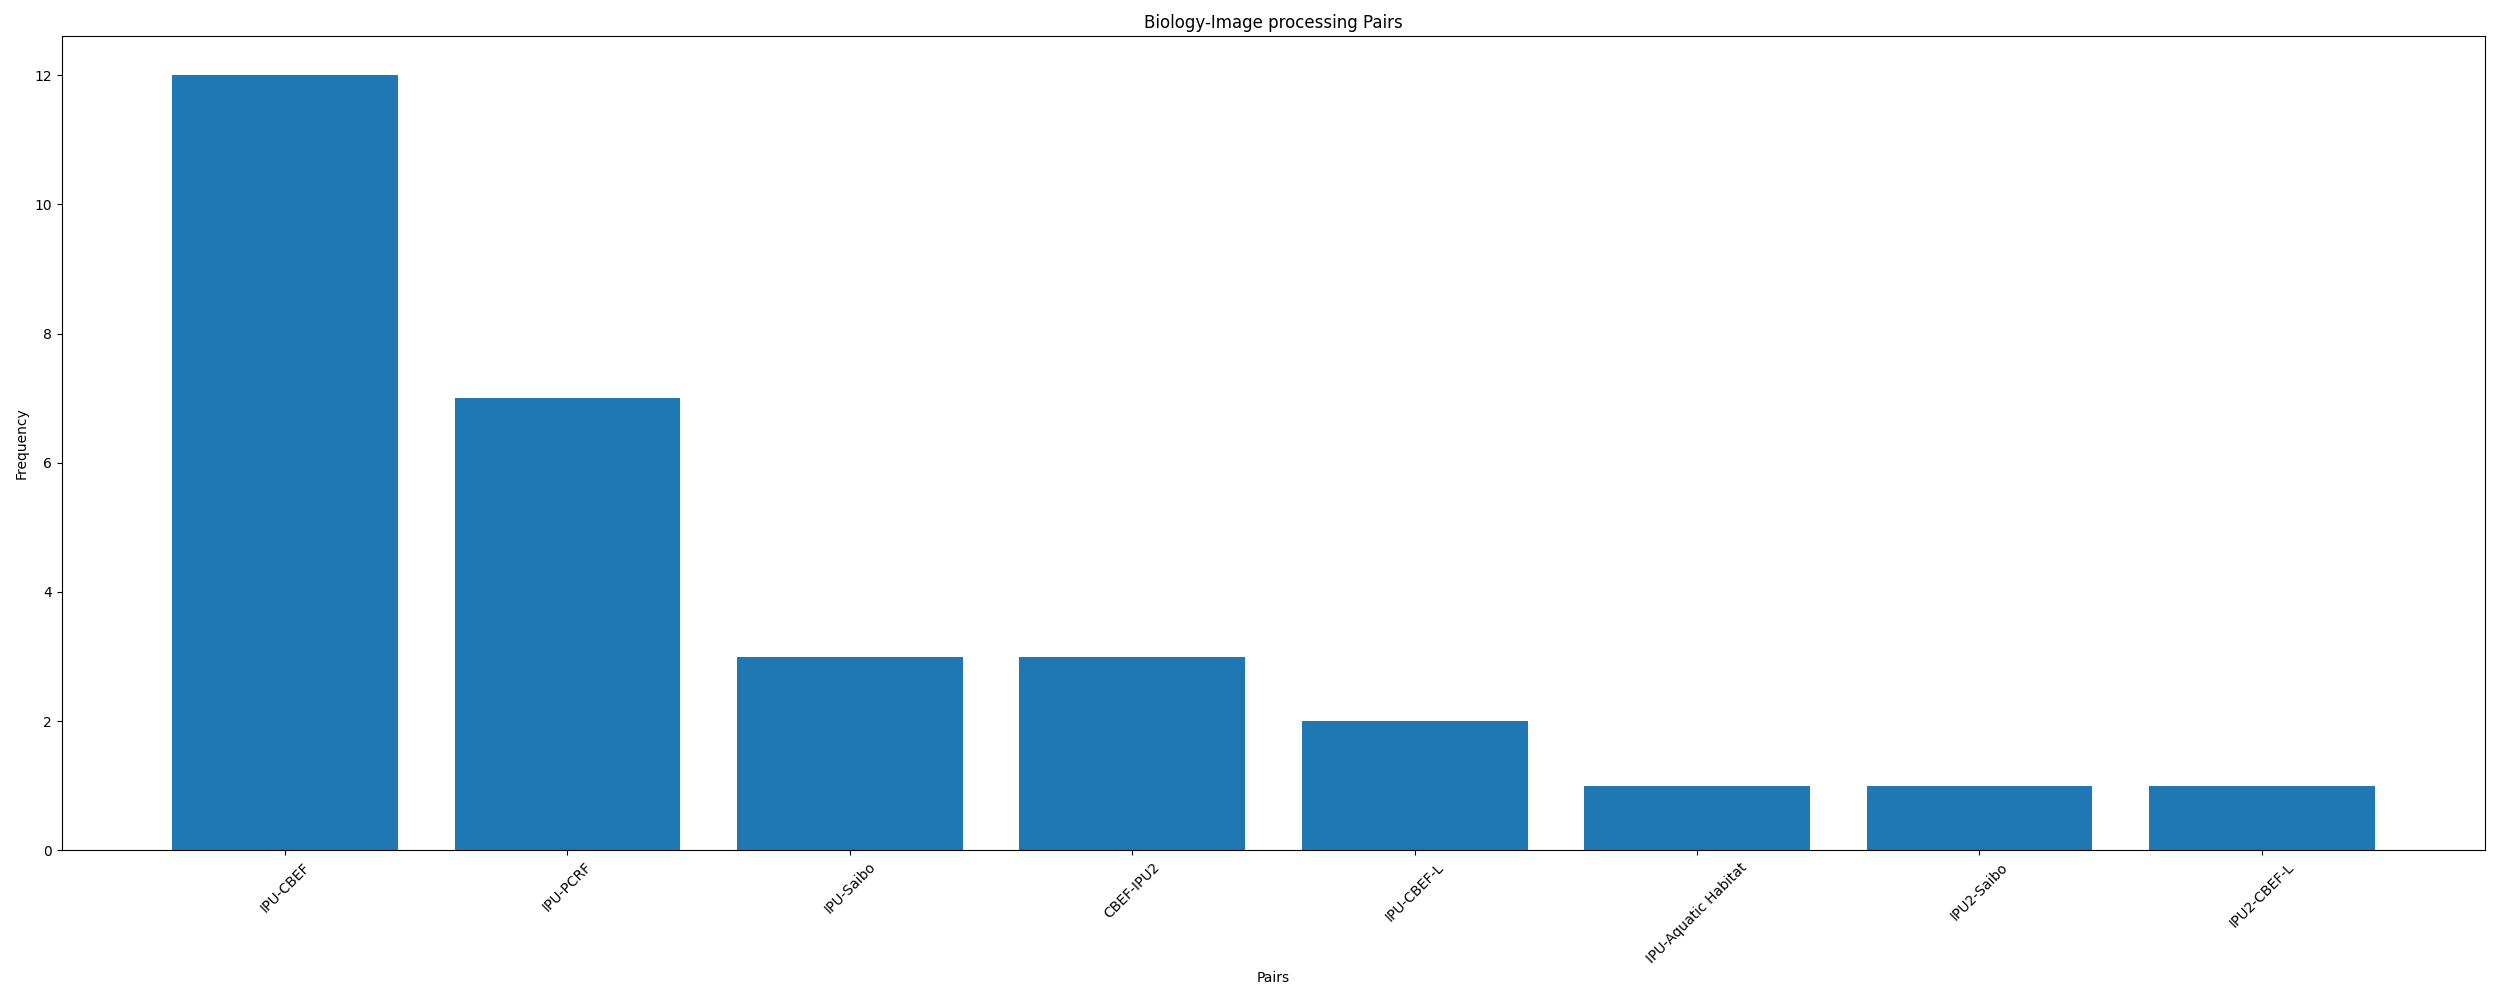 Biology-Image processing Pairs
Frequency
12
10
8
6
4
2
0
IPU-CBEF
IPU-PCRF
IPU-Saibo
CBEF-IPU2
IPU-CBEF-L
IPU-Aquatic Habitat
IPU2-Saibo
IPU2-CBEF-L
Pairs